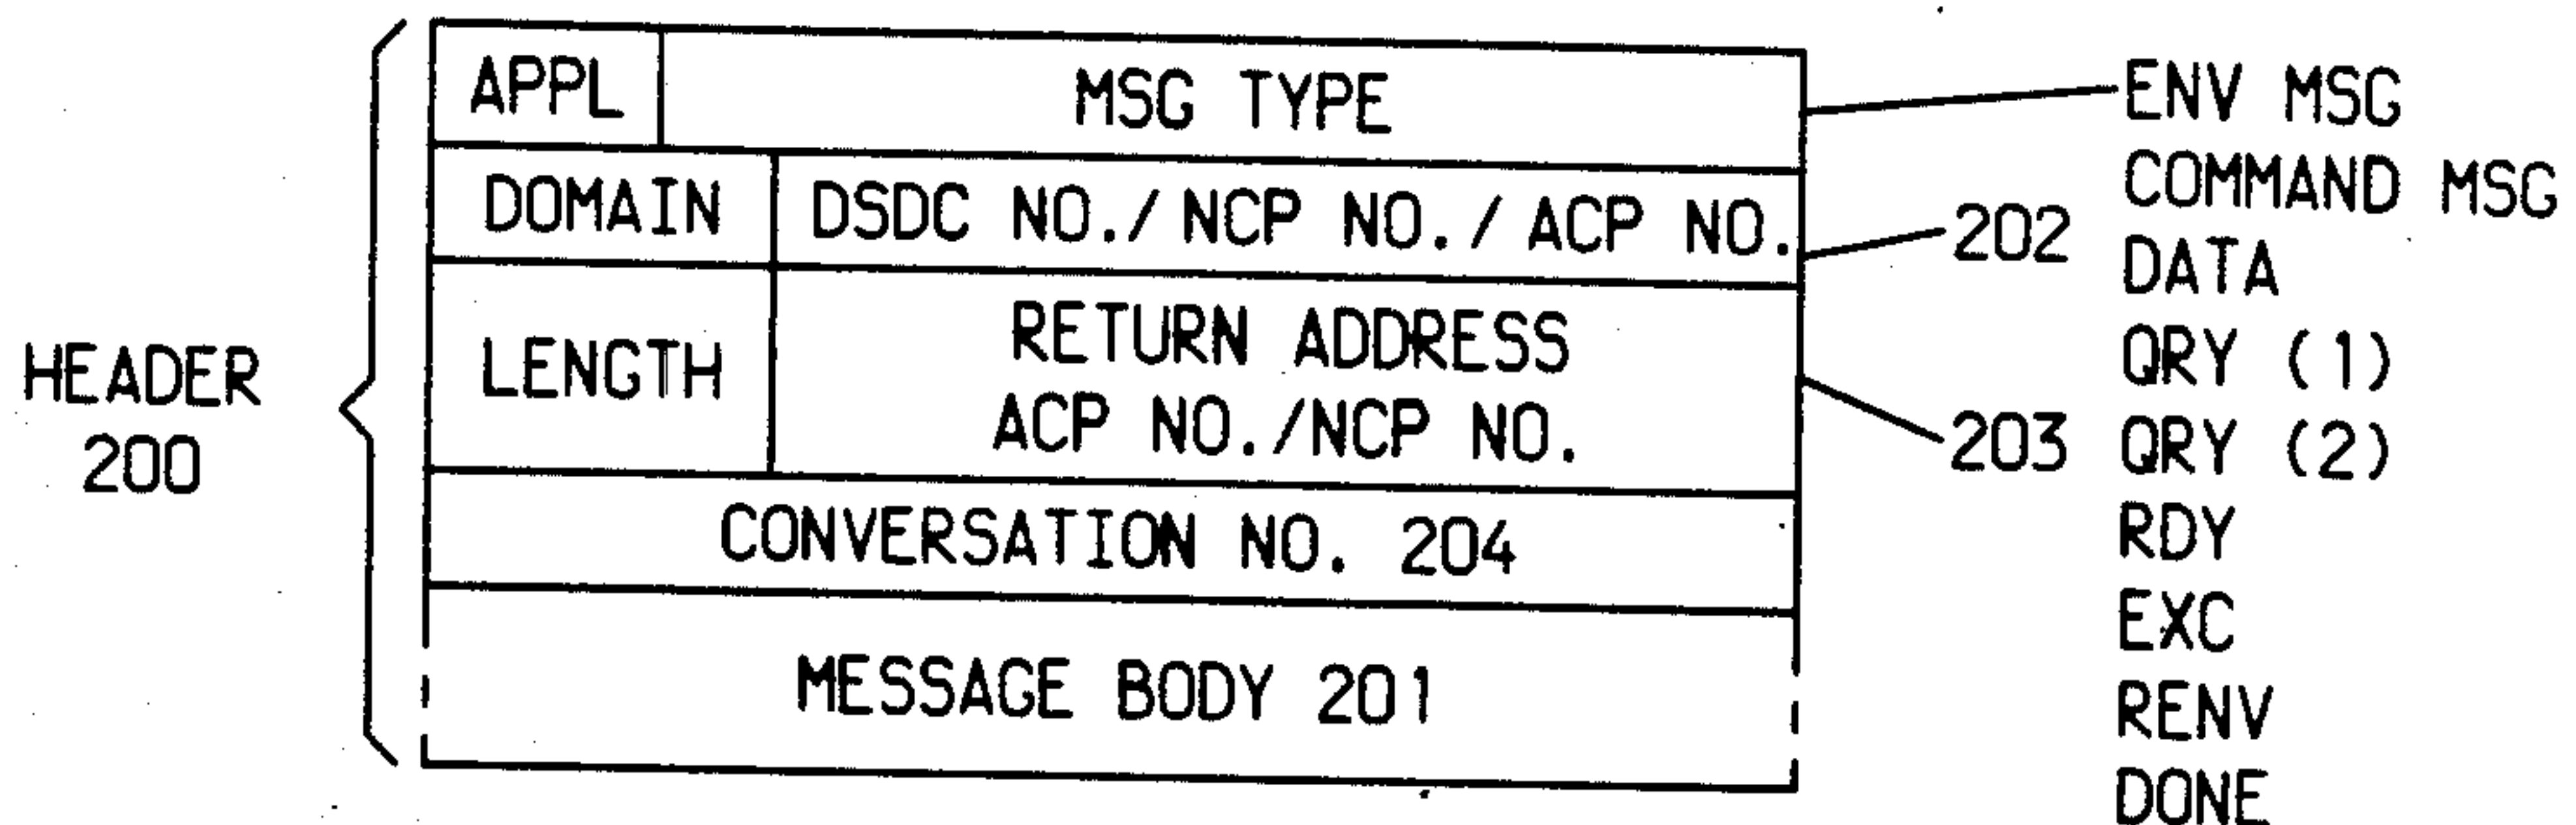 HEADER
200
APPL MSG TYPE
DOMAIN DSDC NO./ NCP NO./ ACP NO.
LENGTH RETURN ADDRESS
ACP NO./NCP NO.
CONVERSATION NO. 204
MESSAGE BODY 201
202
203
ENV MSG
COMMAND MSG
DATA
QRY (1)
QRY (2)
RDY
EXC
RENV
DONE